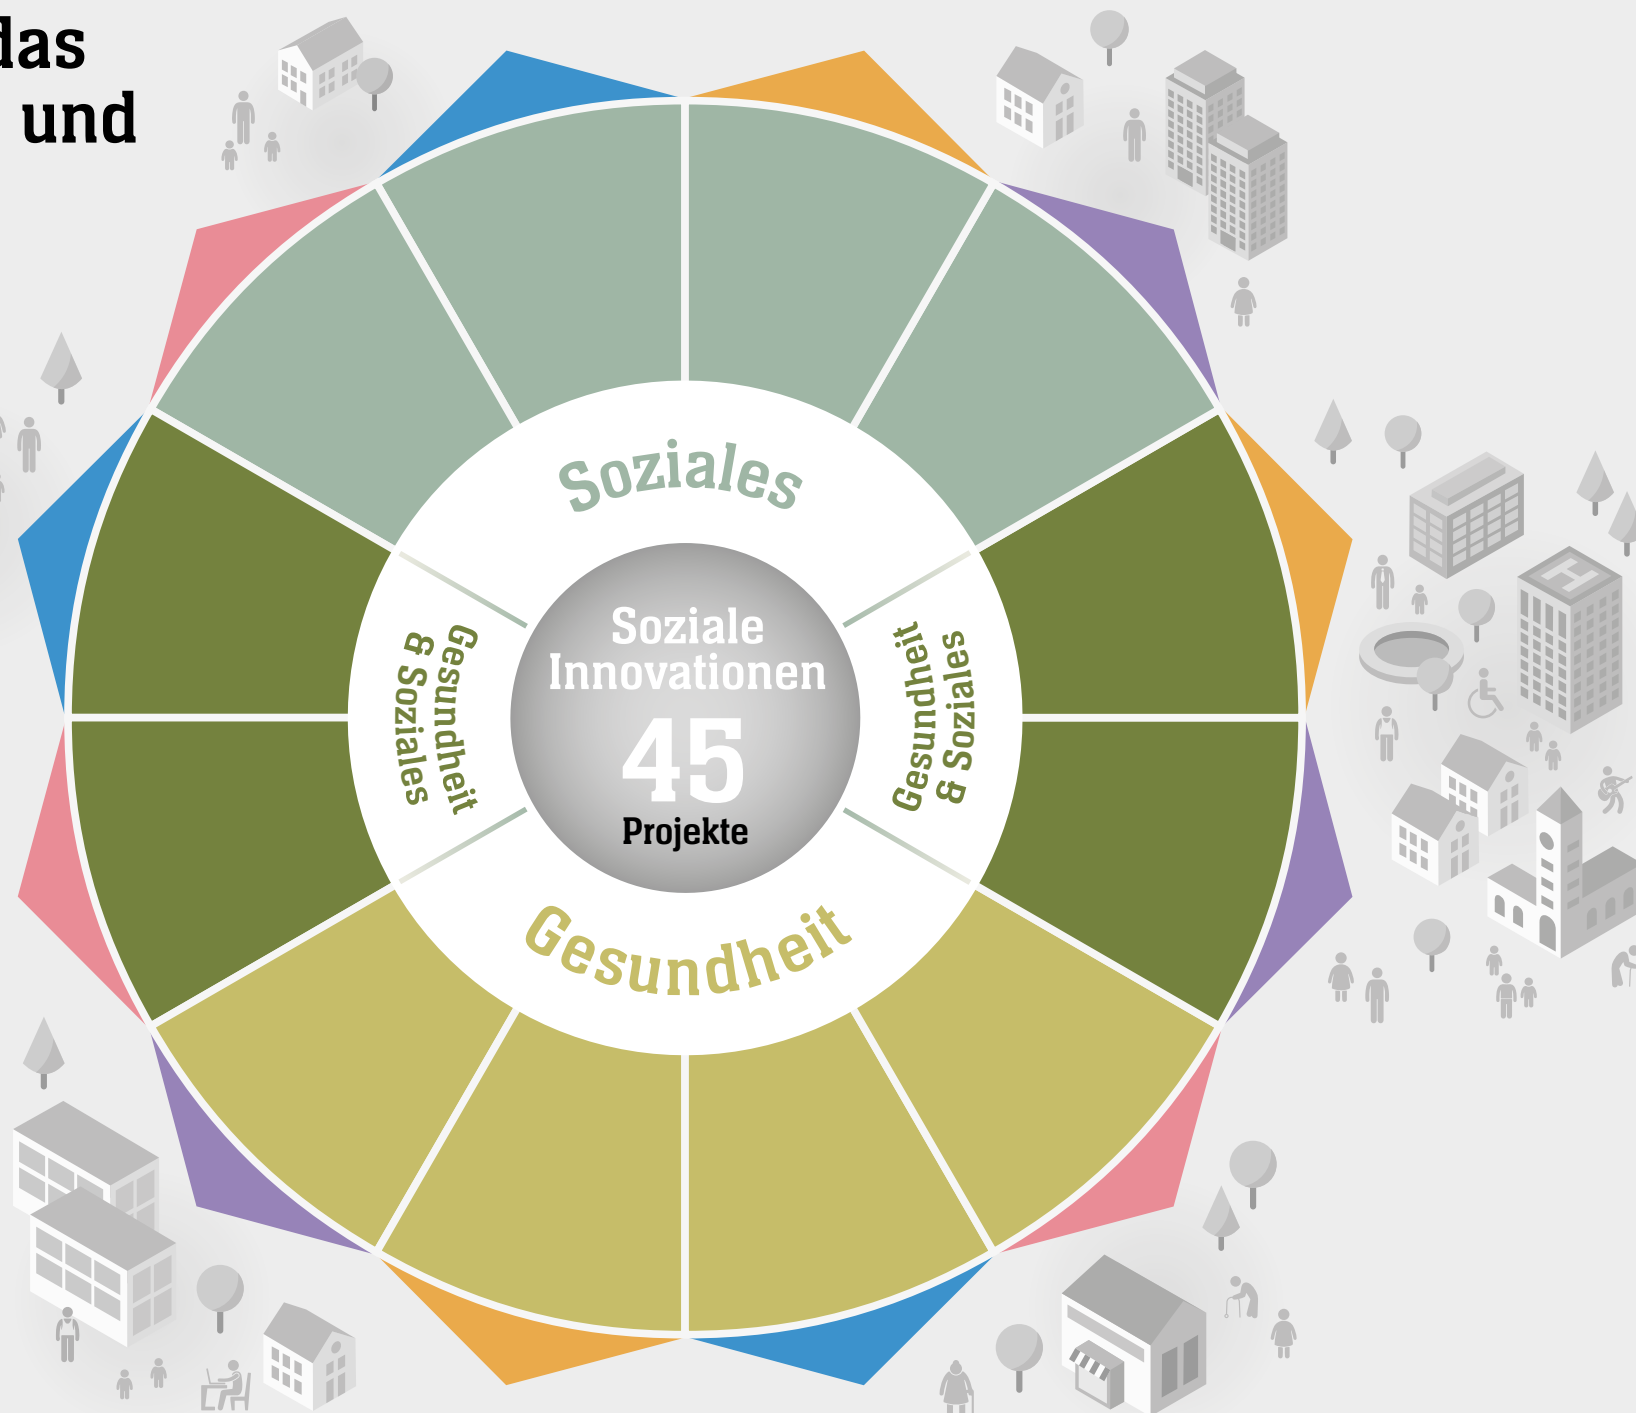 das
und
Soziales
Gesundheit
& Soziales
Soziale
Innovationen
45
Projekte
Gesundheit
& Soziales
Gesundheit
H